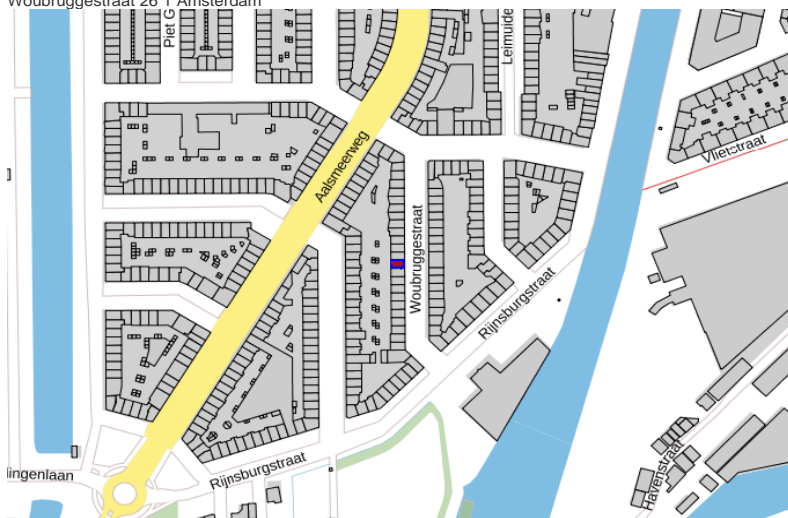 Woubruggestraat 26 1 Amsterdam
Piet G
Leimuide
Aalsmeerweg
Vlietstraat
Woubruggestraat
Rijnsburgstraat
Rijnsburgstraat
lingenlaan
Havenstraat